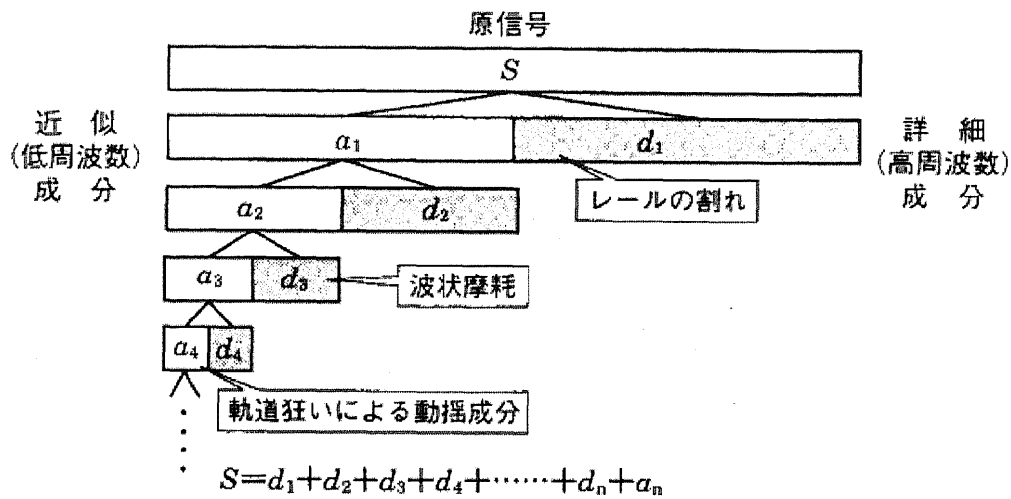 原信号
S
近 似
(低周波数)
成 分
a₁ d₁
詳 細
(高周波数)
成 分
レールの割れ
a₂ d₂
a₃ d₃
波状摩耗
a₄ d₄
軌道狂いによる動揺成分
S=d₁+d₂+d₃+d₄+⋯⋯+dₙ+aₙ